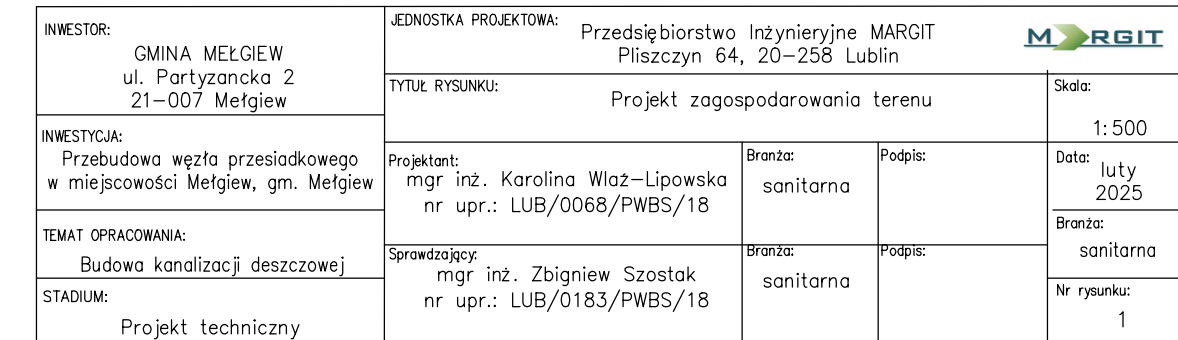 INWESTOR:
GMINA MEŁGIEW
ul. Partyzancka 2
21-007 Mełgiew
INWESTYCJA:
Przebudowa węzła przesiadkowego
w miejscowości Mełgiew, gm. Mełgiew
TEMAT OPRACOWANIA:
Budowa kanalizacji deszczowej
STADIUM:
Projekt techniczny
JEDNOSTKA PROJEKTOWA:
Przedsiębiorstwo Inżynieryjne MARGIT
Pliszczyn 64, 20-258 Lublin
MARGIT
TYTUŁ RYSUNKU:
Projekt zagospodarowania terenu
Skala:
1:500
Projektant:
mgr inż. Karolina Wlaź-Lipowska
nr upr.: LUB/0068/PWBS/18
Branża:
sanitarna
Podpis:
Data:
luty
2025
Sprawdzający:
mgr inż. Zbigniew Szostak
nr upr.: LUB/0183/PWBS/18
Branża:
sanitarna
Podpis:
Branża:
sanitarna
Nr rysunku:
1